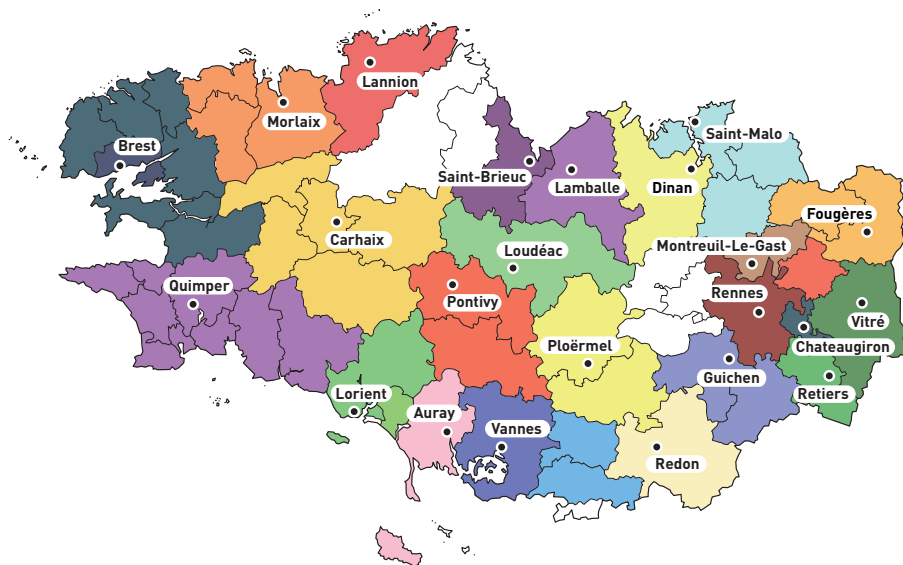 Lannion
Morlaix
Saint-Malo
Brest
Saint-Brieuc
Lamballe
Dinan
Fougères
Carhaix
Loudéac
Montreuil-Le-Gast
Quimper
Pontivy
Rennes
Vitré
Ploërmel
Chateaugiron
Guichen
Lorient
Retiers
Auray
Vannes
Redon